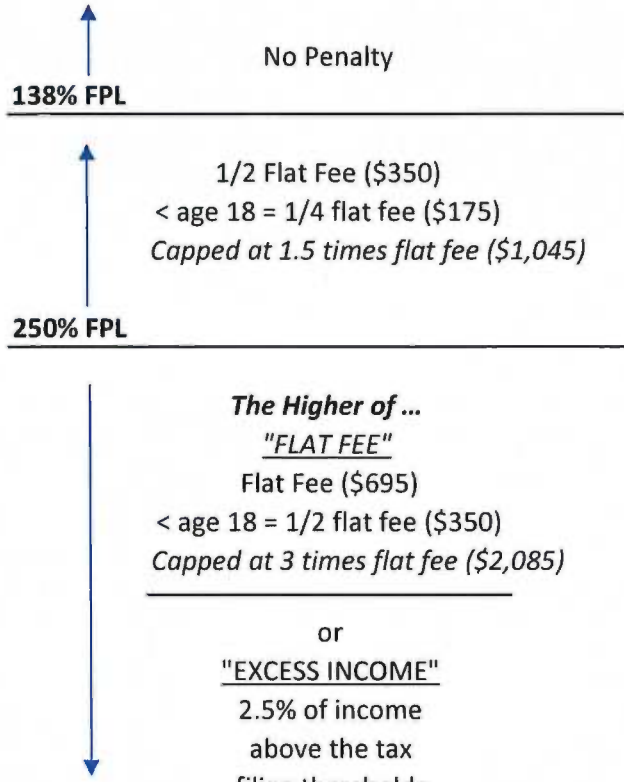 No Penalty
138% FPL
1/2 Flat Fee ($350)
< age 18 = 1/4 flat fee ($175)
Capped at 1.5 times flat fee ($1,045)
250% FPL
The Higher of ...
"FLAT FEE"
Flat Fee ($695)
< age 18 = 1/2 flat fee ($350)
Capped at 3 times flat fee ($2,085)
or
"EXCESS INCOME"
2.5% of income
above the tax
filing thresholds